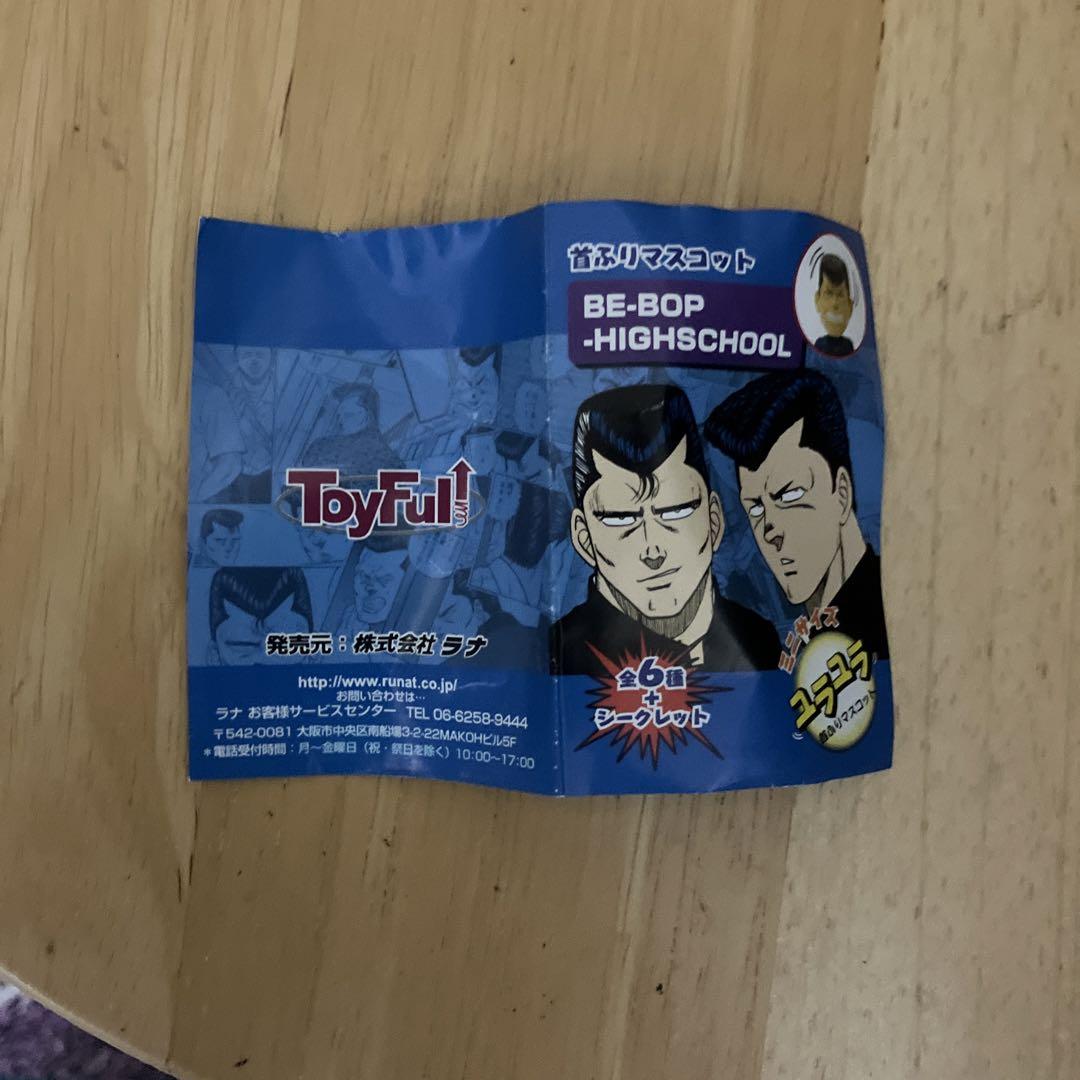 首ふりマスコット
BE-BOP
-HIGHSCHOOL
全6種
+
シークレット
ミニサイズ
ユラユラ
首ふりマスコット
ToyFul!
発売元：株式会社 ラナ
http://www.runat.co.jp/
お問い合わせは…
ラナ お客様サービスセンター TEL 06-6258-9444
〒542-0081 大阪市中央区南船場3-2-22MAKOHビル5F
＊電話受付時間：月〜金曜日（祝・祭日を除く）10:00〜17:00